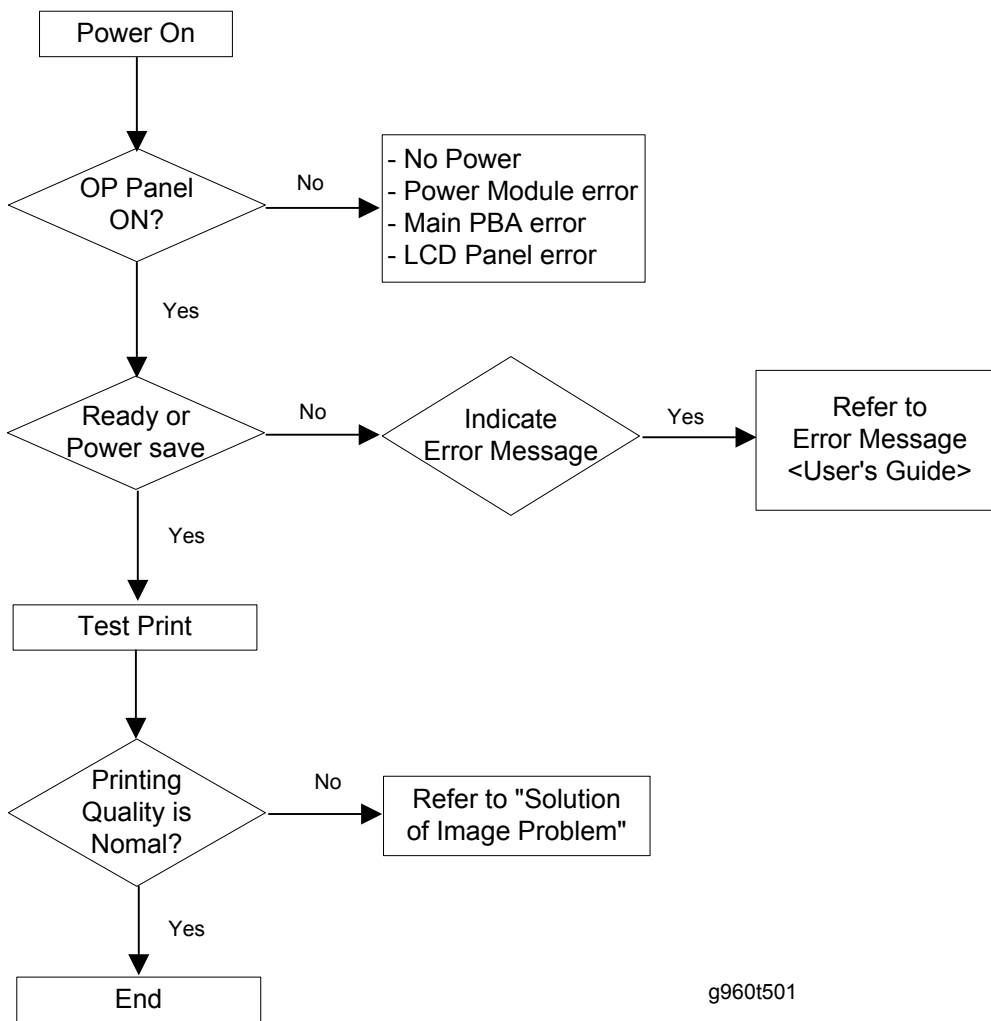 Power On
OP Panel
ON?
No
- No Power
- Power Module error
- Main PBA error
- LCD Panel error
Yes
Ready or
Power save
No
Indicate
Error Message
Yes
Refer to
Error Message
<User's Guide>
Yes
Test Print
Printing
Quality is
Nomal?
No
Refer to "Solution
of Image Problem"
Yes
End
g960t501